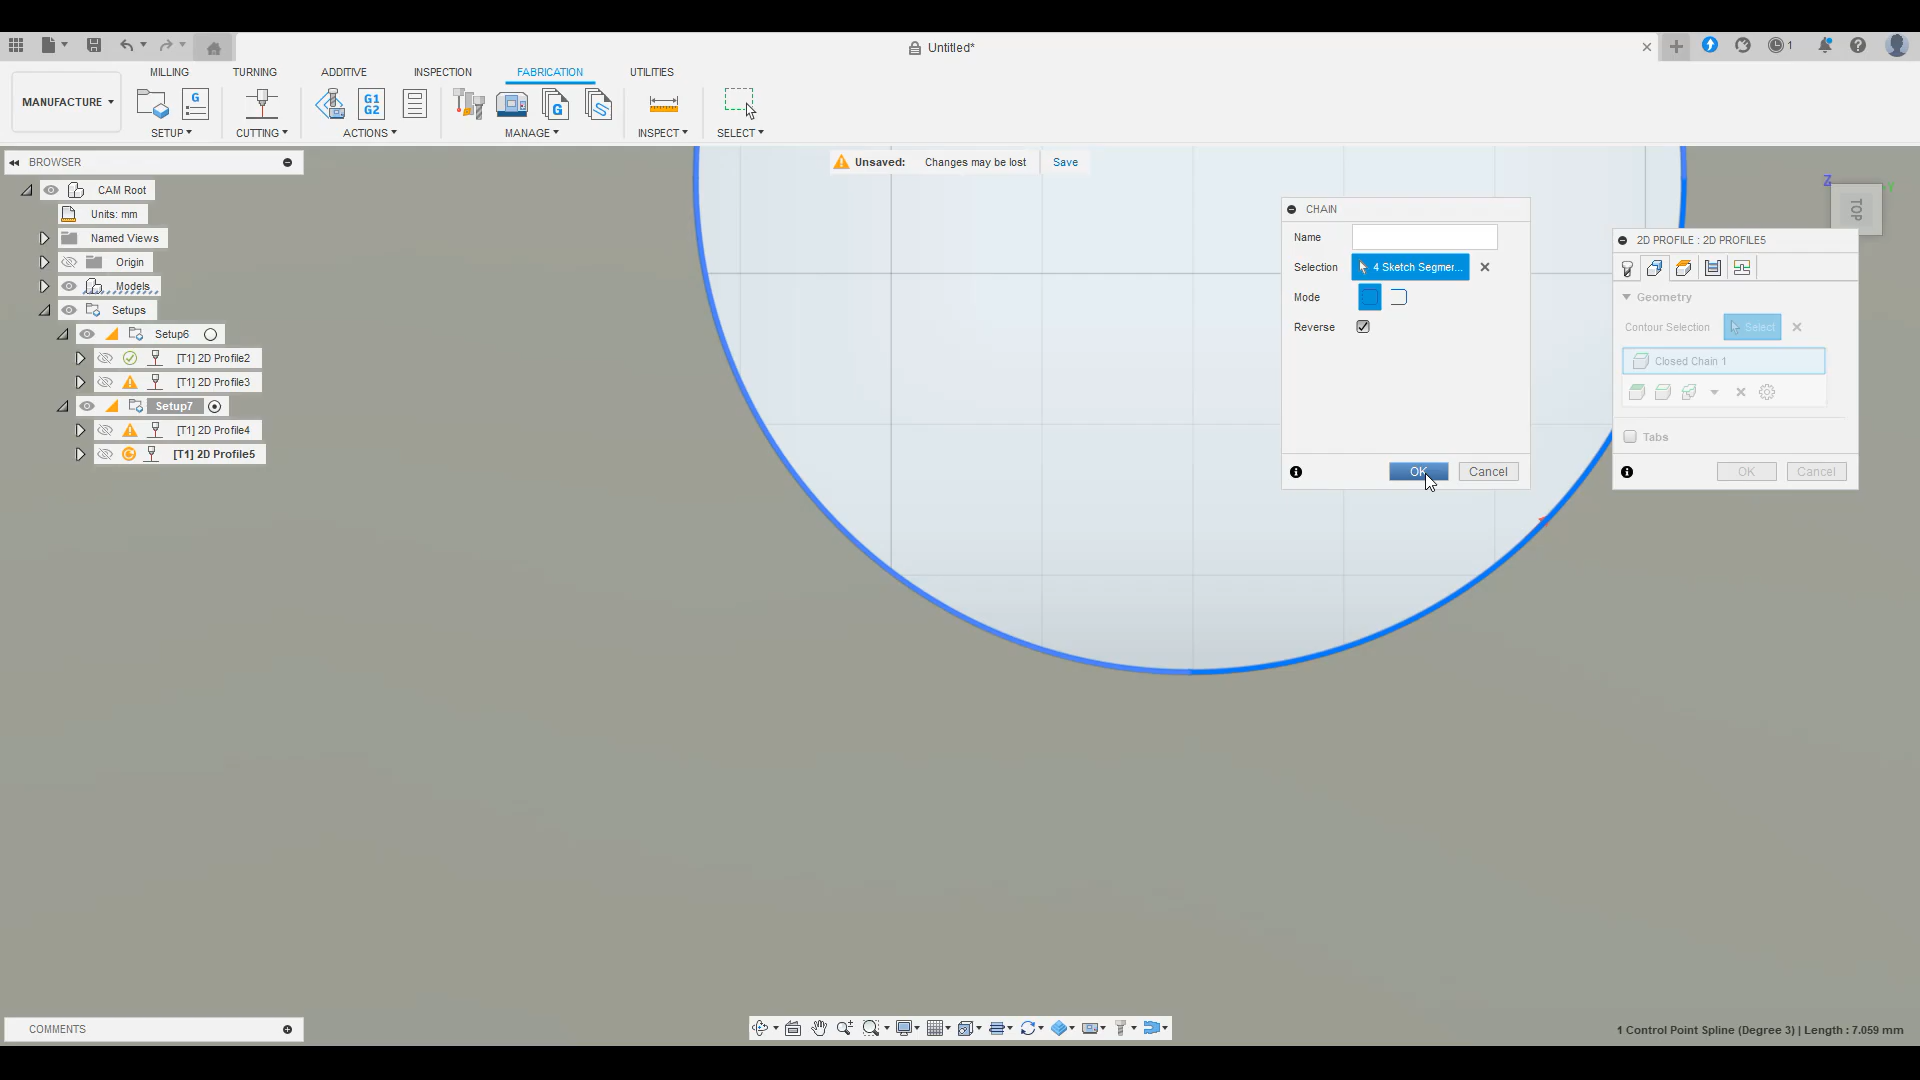 Untitled*
1
MILLING
TURNING
ADDITIVE
INSPECTION
FABRICATION
UTILITIES
MANUFACTURE
G
G1
G2
G
SETUP
CUTTING
ACTIONS
MANAGE
INSPECT
SELECT
BROWSER
Unsaved: Changes may be lost Save
CAM Root
Units: mm
Named Views
Origin
Models
Setups
Setup6
[T1] 2D Profile2
[T1] 2D Profile3
Setup7
[T1] 2D Profile4
[T1] 2D Profile5
CHAIN
Name
Selection 4 Sketch Segmer...
Mode
Reverse
OK Cancel
Z
Y
TOP
2D PROFILE : 2D PROFILE5
Geometry
Contour Selection Select
Closed Chain 1
Tabs
OK Cancel
COMMENTS
1 Control Point Spline (Degree 3) | Length : 7.059 mm